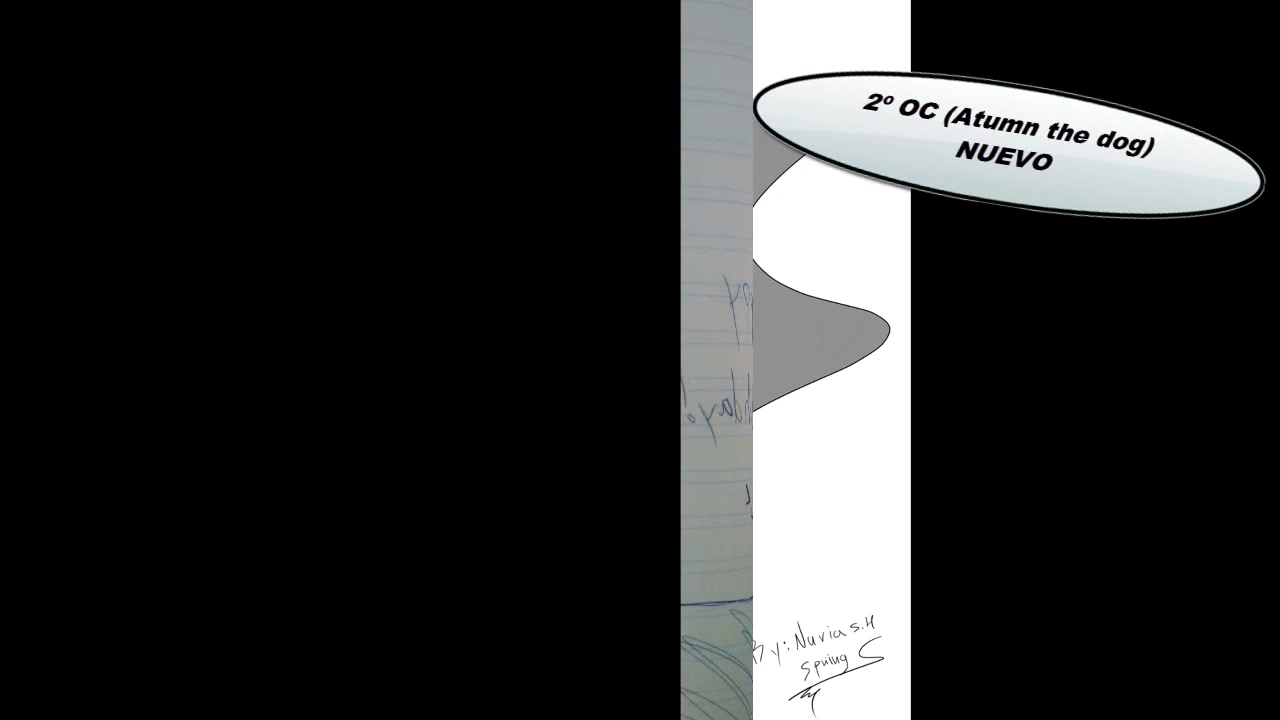 2º OC (Atumn the dog)
NUEVO
By: Nuria S.H
Spring